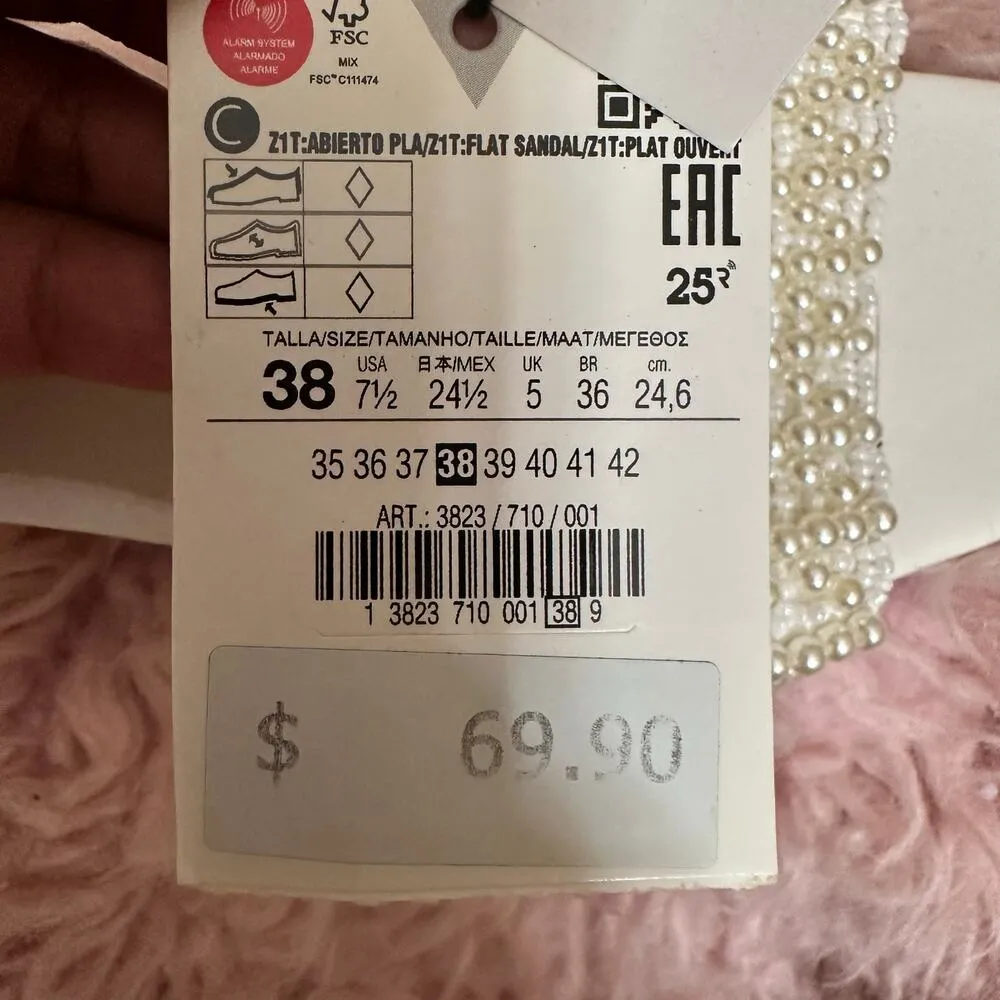 ALARM SYSTEM
ALARMADO
ALARME
FSC
MIX
FSC™ C111474
C
Z1T:ABIERTO PLA/Z1T:FLAT SANDAL/Z1T:PLAT OUVERT
EAC
25R
TALLA/SIZE/TAMANHO/TAILLE/MAAT/ΜΕΓΕΘΟΣ
USA 日本/MEX UK BR cm.
38 7½ 24½ 5 36 24,6
35 36 37 38 39 40 41 42
ART.: 3823 / 710 / 001
1 3823 710 001 38 9
$ 69.90